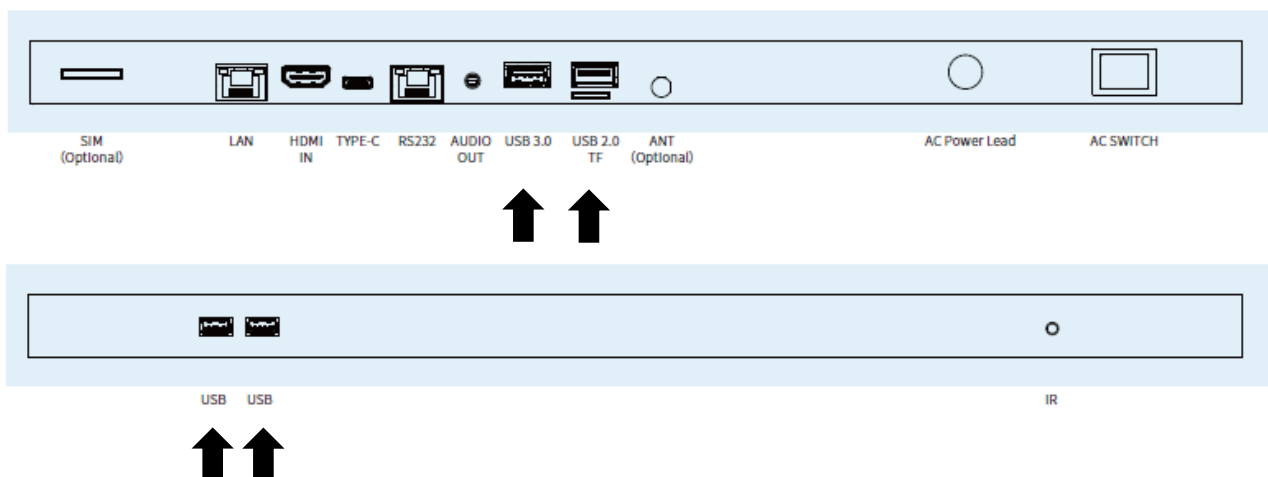 SIM
(Optional)
LAN
HDMI
IN
TYPE-C
RS232
AUDIO
OUT
USB 3.0
USB 2.0
TF
ANT
(Optional)
AC Power Lead
AC SWITCH
USB
USB
IR